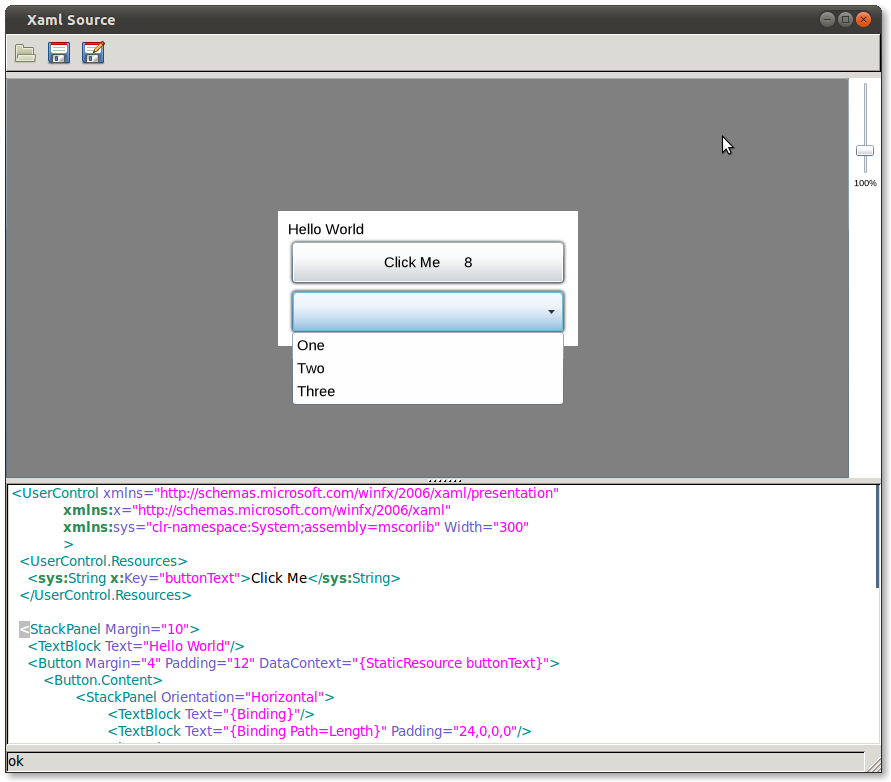 Xaml Source
100%
Hello World
Click Me 8
One
Two
Three
<UserControl xmlns="http://schemas.microsoft.com/winfx/2006/xaml/presentation"
xmlns:x="http://schemas.microsoft.com/winfx/2006/xaml"
xmlns:sys="clr-namespace:System;assembly=mscorlib" Width="300"
>
<UserControl.Resources>
<sys:String x:Key="buttonText">Click Me</sys:String>
</UserControl.Resources>
<StackPanel Margin="10">
<TextBlock Text="Hello World"/>
<Button Margin="4" Padding="12" DataContext="{StaticResource buttonText}">
<Button.Content>
<StackPanel Orientation="Horizontal">
<TextBlock Text="{Binding}"/>
<TextBlock Text="{Binding Path=Length}" Padding="24,0,0,0"/>
ok